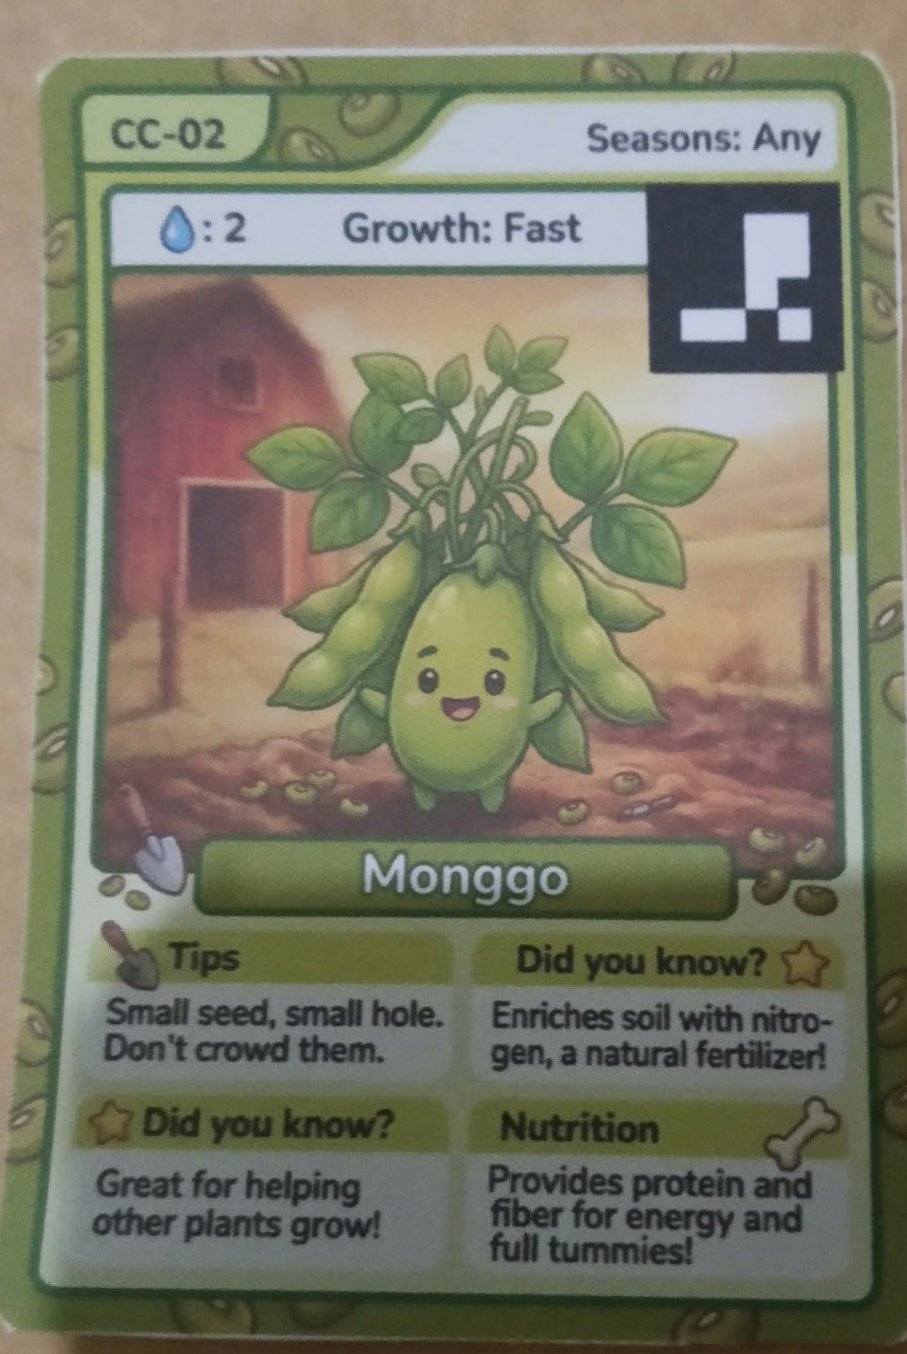 CC-02
Seasons: Any
: 2
Growth: Fast
Monggo
Tips
Small seed, small hole.
Don't crowd them.
Did you know?
Enriches soil with nitro-
gen, a natural fertilizer!
Did you know?
Great for helping
other plants grow!
Nutrition
Provides protein and
fiber for energy and
full tummies!